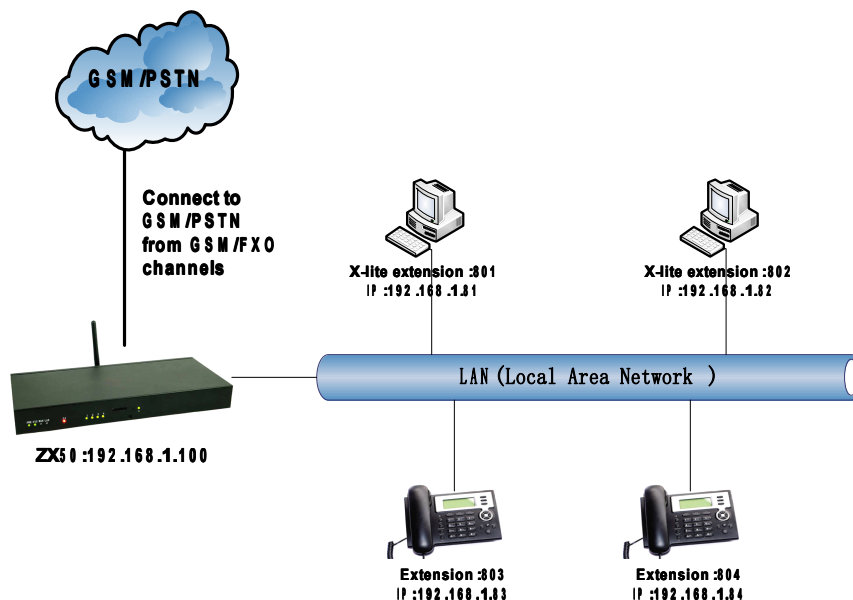 GSM/PSTN
Connect to
GSM/PSTN
from GSM/FXO
channels
X-lite extension :801
IP :192.168.1.81
X-lite extension :802
IP :192.168.1.82
LAN (Local Area Network )
ZX50 :192.168.1.100
Extension :803
IP :192.168.1.83
Extension :804
IP :192.168.1.84